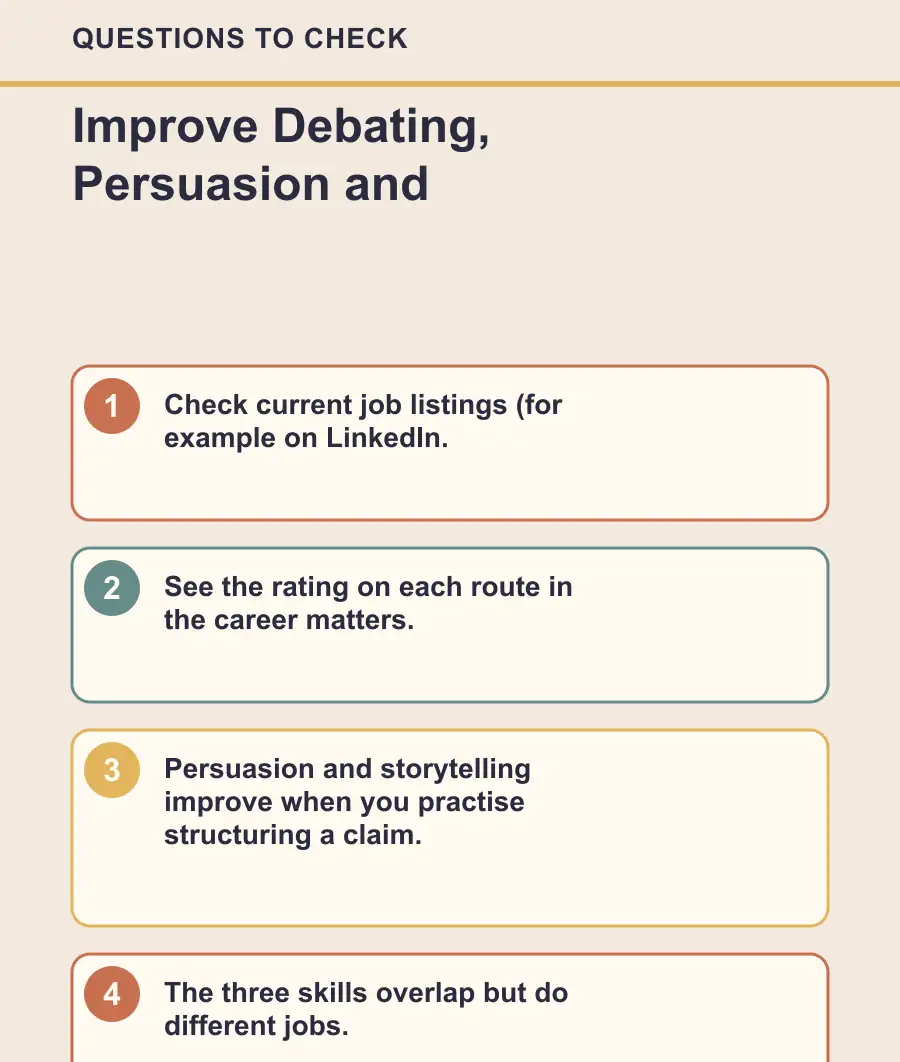 QUESTIONS TO CHECK
Improve Debating,
Persuasion and
1
Check current job listings (for
example on LinkedIn.
2
See the rating on each route in
the career matters.
3
Persuasion and storytelling
improve when you practise
structuring a claim.
4
The three skills overlap but do
different jobs.